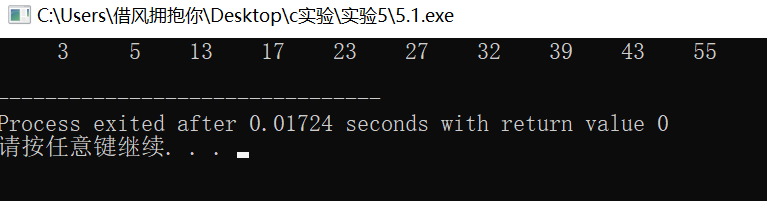 C:\Users\借风拥抱你\Desktop\c实验\实验5\5.1.exe
3 5 13 17 23 27 32 39 43 55
--------------------------------
Process exited after 0.01724 seconds with return value 0
请按任意键继续. . .